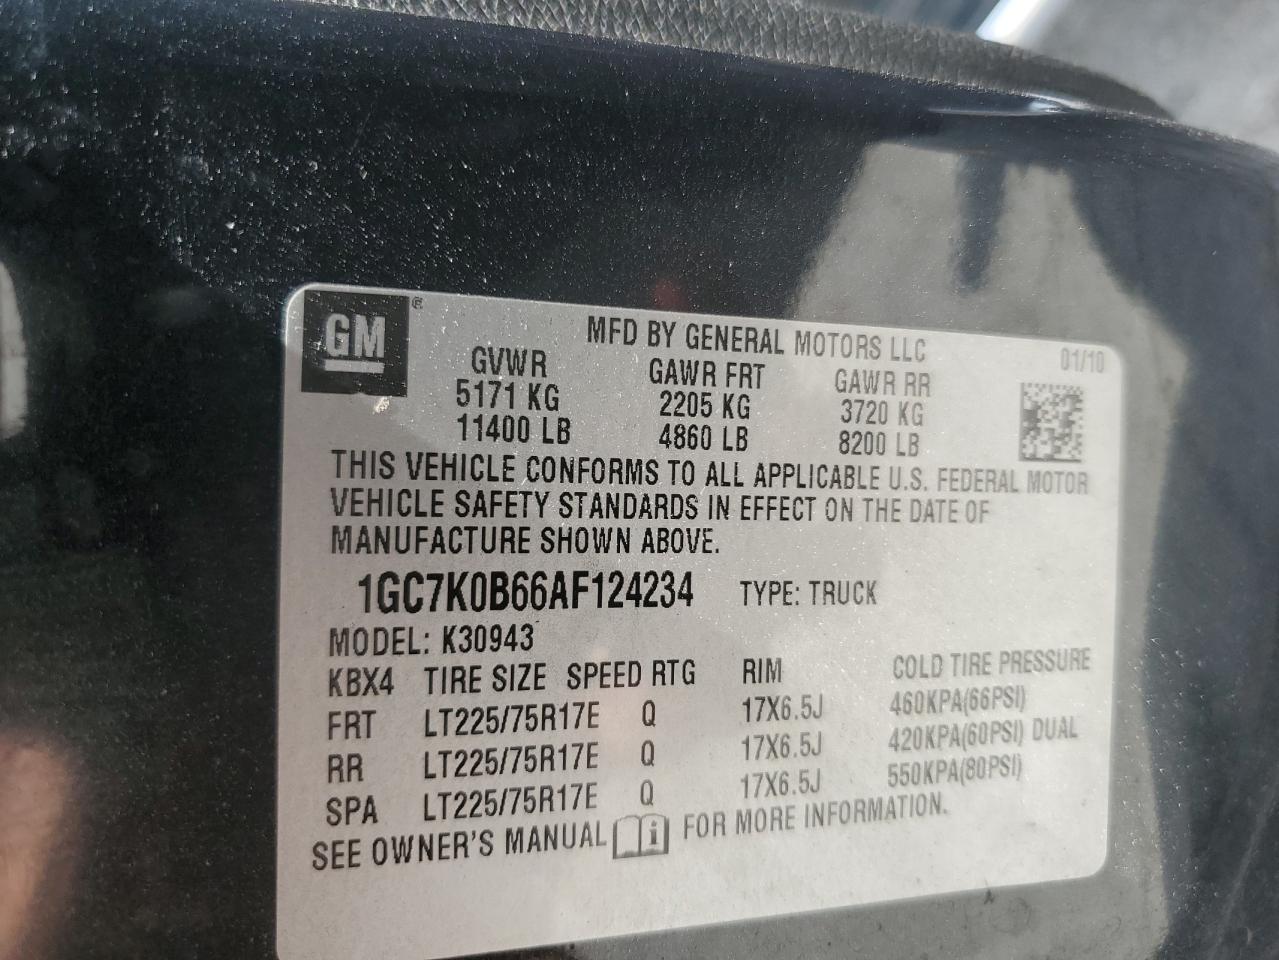 GM®
MFD BY GENERAL MOTORS LLC 01/10
GVWR GAWR FRT GAWR RR
5171 KG 2205 KG 3720 KG
11400 LB 4860 LB 8200 LB
THIS VEHICLE CONFORMS TO ALL APPLICABLE U.S. FEDERAL MOTOR
VEHICLE SAFETY STANDARDS IN EFFECT ON THE DATE OF
MANUFACTURE SHOWN ABOVE.
1GC7K0B66AF124234 TYPE: TRUCK
MODEL: K30943
KBX4 TIRE SIZE SPEED RTG RIM COLD TIRE PRESSURE
FRT LT225/75R17E Q 17X6.5J 460KPA(66PSI)
RR LT225/75R17E Q 17X6.5J 420KPA(60PSI) DUAL
SPA LT225/75R17E Q 17X6.5J 550KPA(80PSI)
SEE OWNER'S MANUAL i FOR MORE INFORMATION.